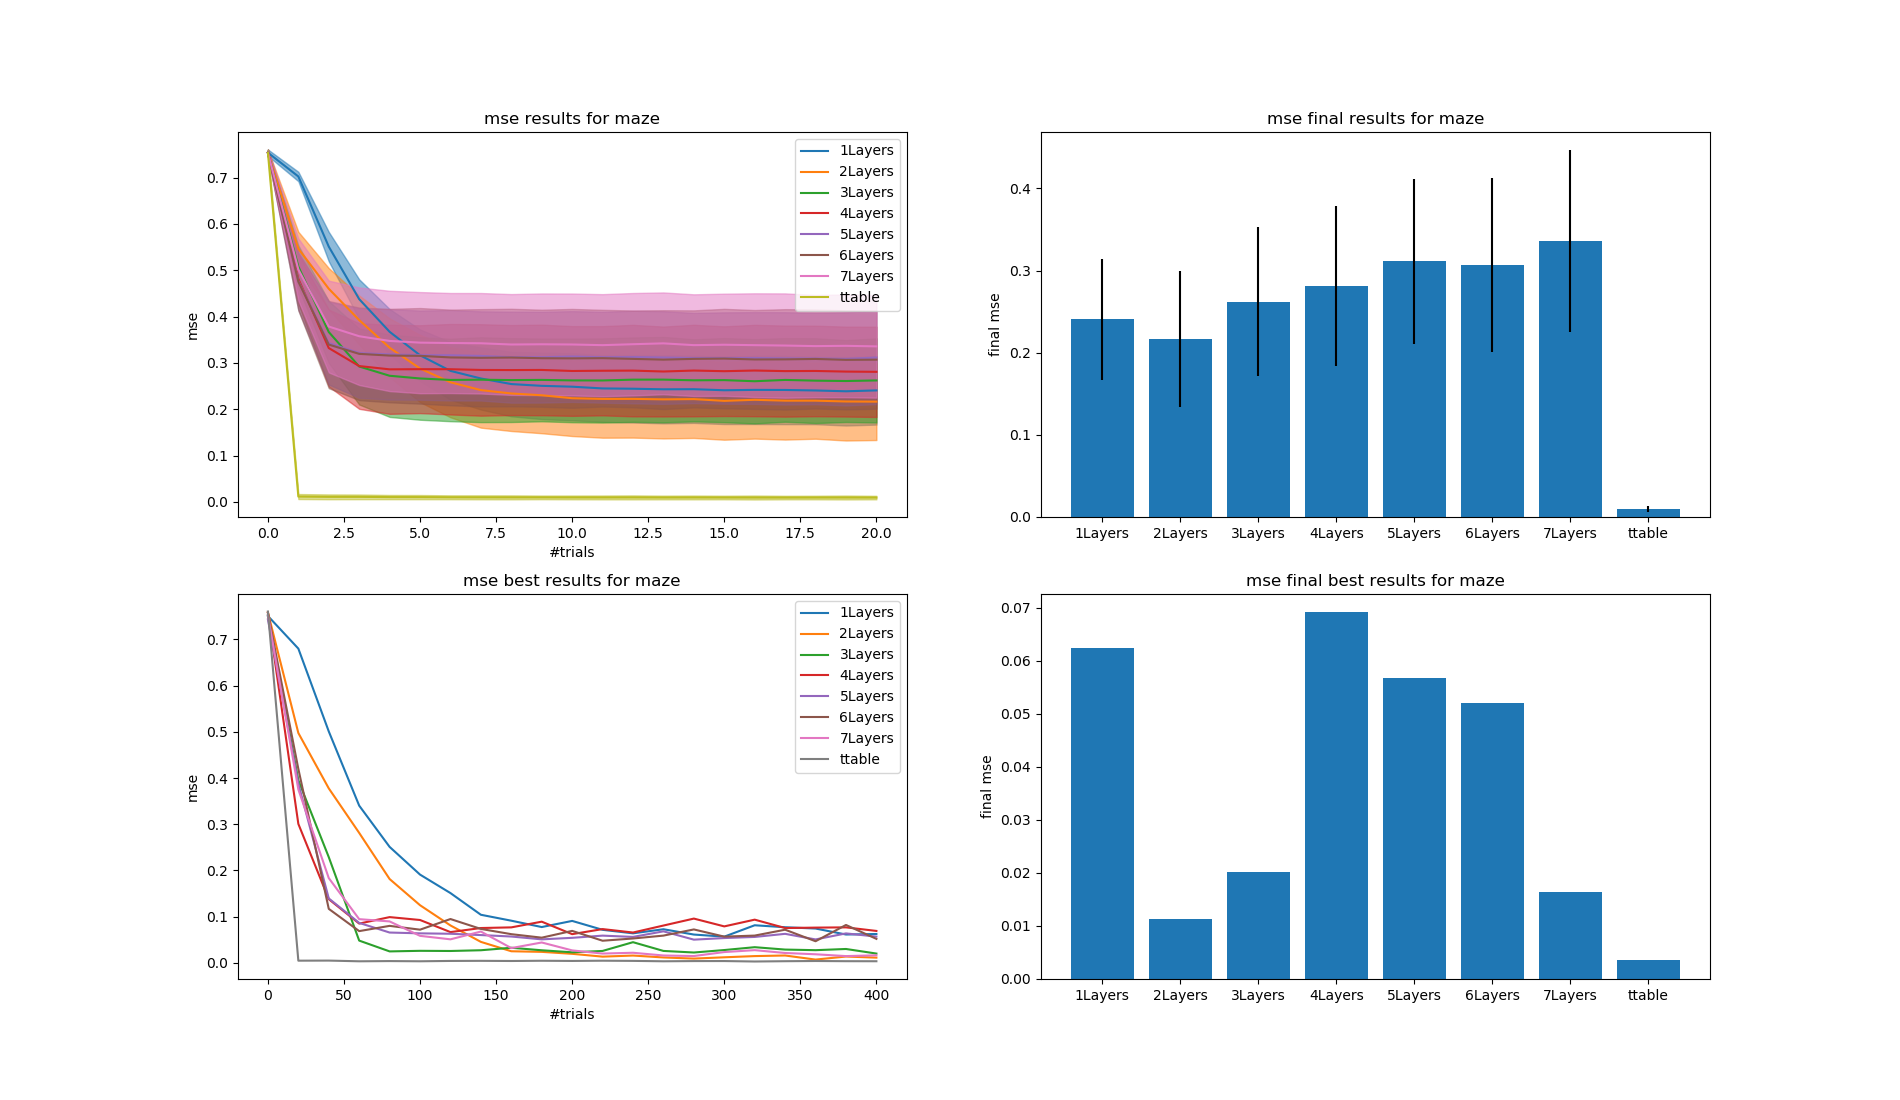 mse results for maze
mse
0.7
0.6
0.5
0.4
0.3
0.2
0.1
0.0
0.0 2.5 5.0 7.5 10.0 12.5 15.0 17.5 20.0
#trials
1Layers
2Layers
3Layers
4Layers
5Layers
6Layers
7Layers
ttable
mse final results for maze
final mse
0.4
0.3
0.2
0.1
0.0
1Layers 2Layers 3Layers 4Layers 5Layers 6Layers 7Layers ttable
mse best results for maze
mse
0.7
0.6
0.5
0.4
0.3
0.2
0.1
0.0
0 50 100 150 200 250 300 350 400
#trials
1Layers
2Layers
3Layers
4Layers
5Layers
6Layers
7Layers
ttable
mse final best results for maze
final mse
0.07
0.06
0.05
0.04
0.03
0.02
0.01
0.00
1Layers 2Layers 3Layers 4Layers 5Layers 6Layers 7Layers ttable